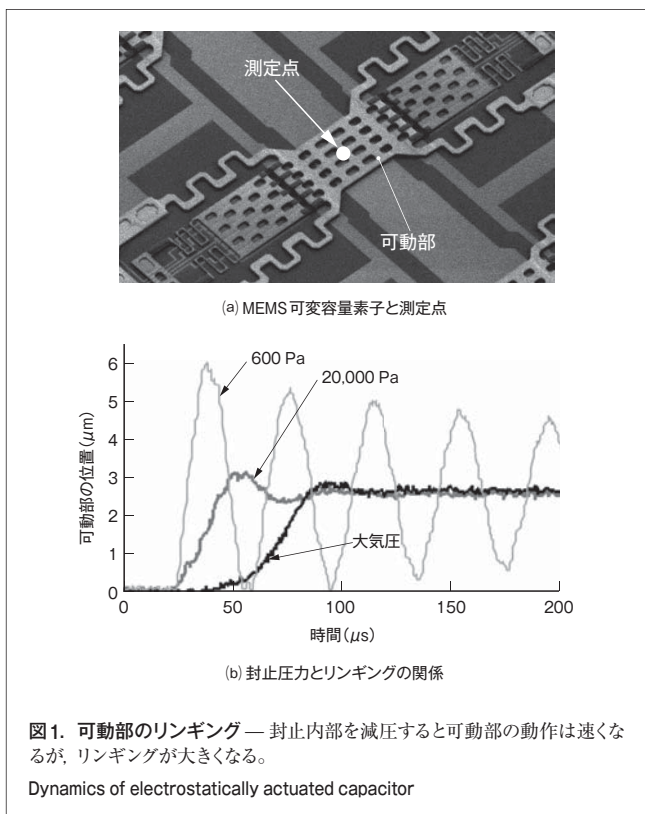 測定点
可動部
(a) MEMS可変容量素子と測定点
600 Pa
20,000 Pa
大気圧
可動部の位置(μm)
6
5
4
3
2
1
0
0
50
100
150
200
時間(μs)
(b) 封止圧力とリンギングの関係
図1. 可動部のリンギング — 封止内部を減圧すると可動部の動作は速くな
るが, リンギングが大きくなる。
Dynamics of electrostatically actuated capacitor